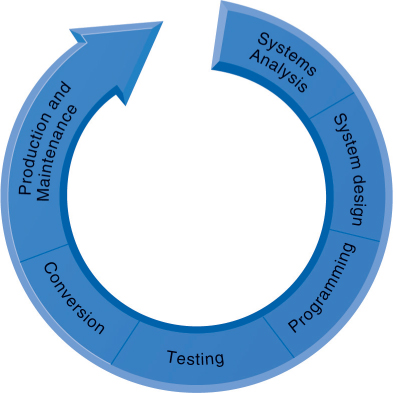 Systems
Analysis
System design
Programming
Testing
Conversion
Production and
Maintenance